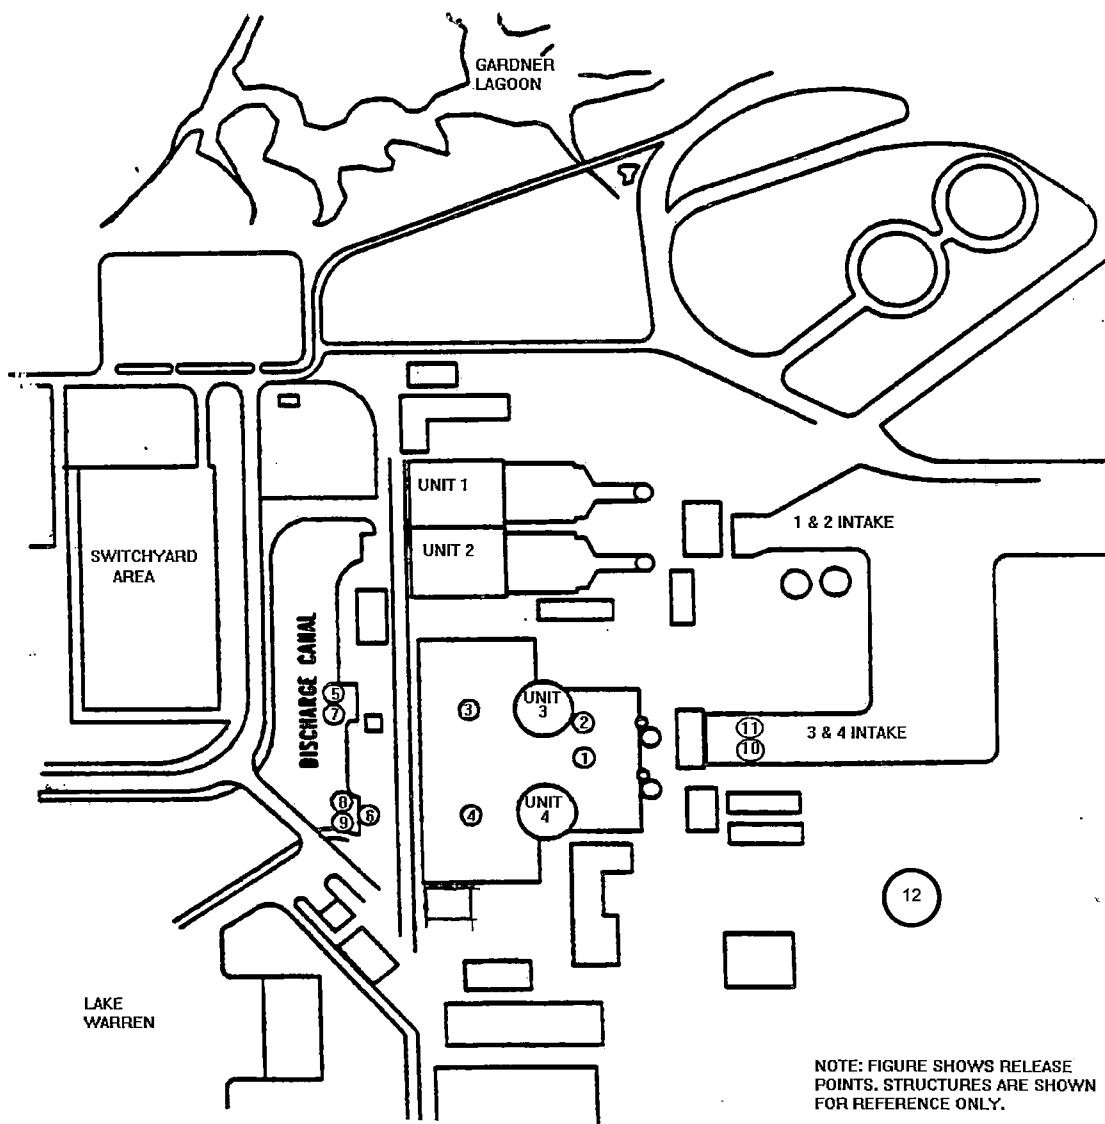 GARDNER
LAGOON
UNIT 1
1 & 2 INTAKE
UNIT 2
SWITCHYARD
AREA
DISCHARGE CANAL
5
7
3
UNIT
3
2
1
11
10
3 & 4 INTAKE
8
9
6
4
UNIT
4
12
LAKE
WARREN
NOTE: FIGURE SHOWS RELEASE
POINTS. STRUCTURES ARE SHOWN
FOR REFERENCE ONLY.